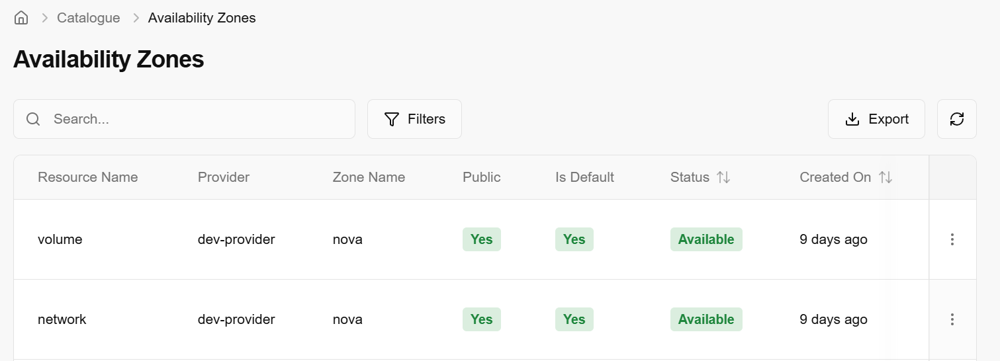 Catalogue Availability Zones
Availability Zones
Search... Filters Export
Resource Name Provider Zone Name Public Is Default Status Created On
volume dev-provider nova Yes Yes Available 9 days ago
network dev-provider nova Yes Yes Available 9 days ago